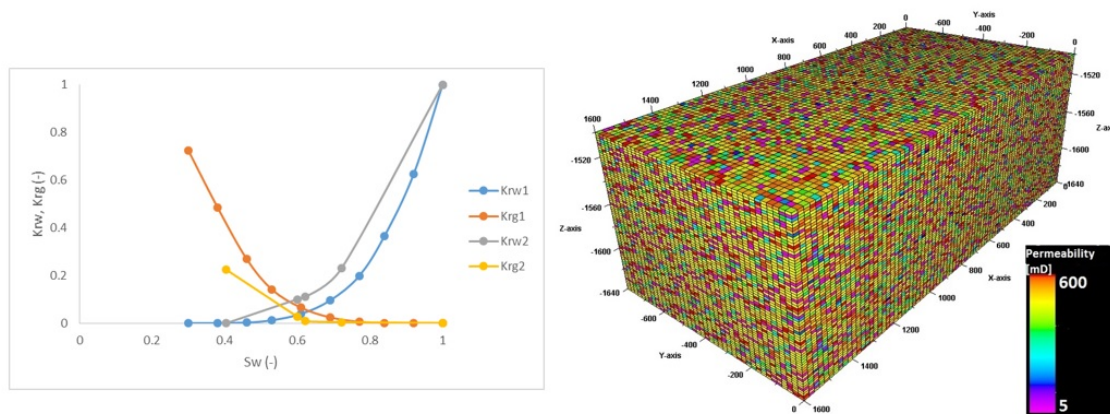 1
0.8
0.6
0.4
0.2
0
0 0.2 0.4 0.6 0.8 1
Krw, Krg (-)
Sw (-)
Krw1
Krg1
Krw2
Krg2
Y-axis
0 -600 -400 -200 0
X-axis
200
400
600
800
1000
1200
1400
1600
-1520
-1560
-1600
-1640
Z-axis
-1520
-1560
-1600
-1640
0
200
400
600
800
1000
1200
1400
1600
X-axis
-600
-400
-200
0
Y-axis
Permeability
[mD]
600
5